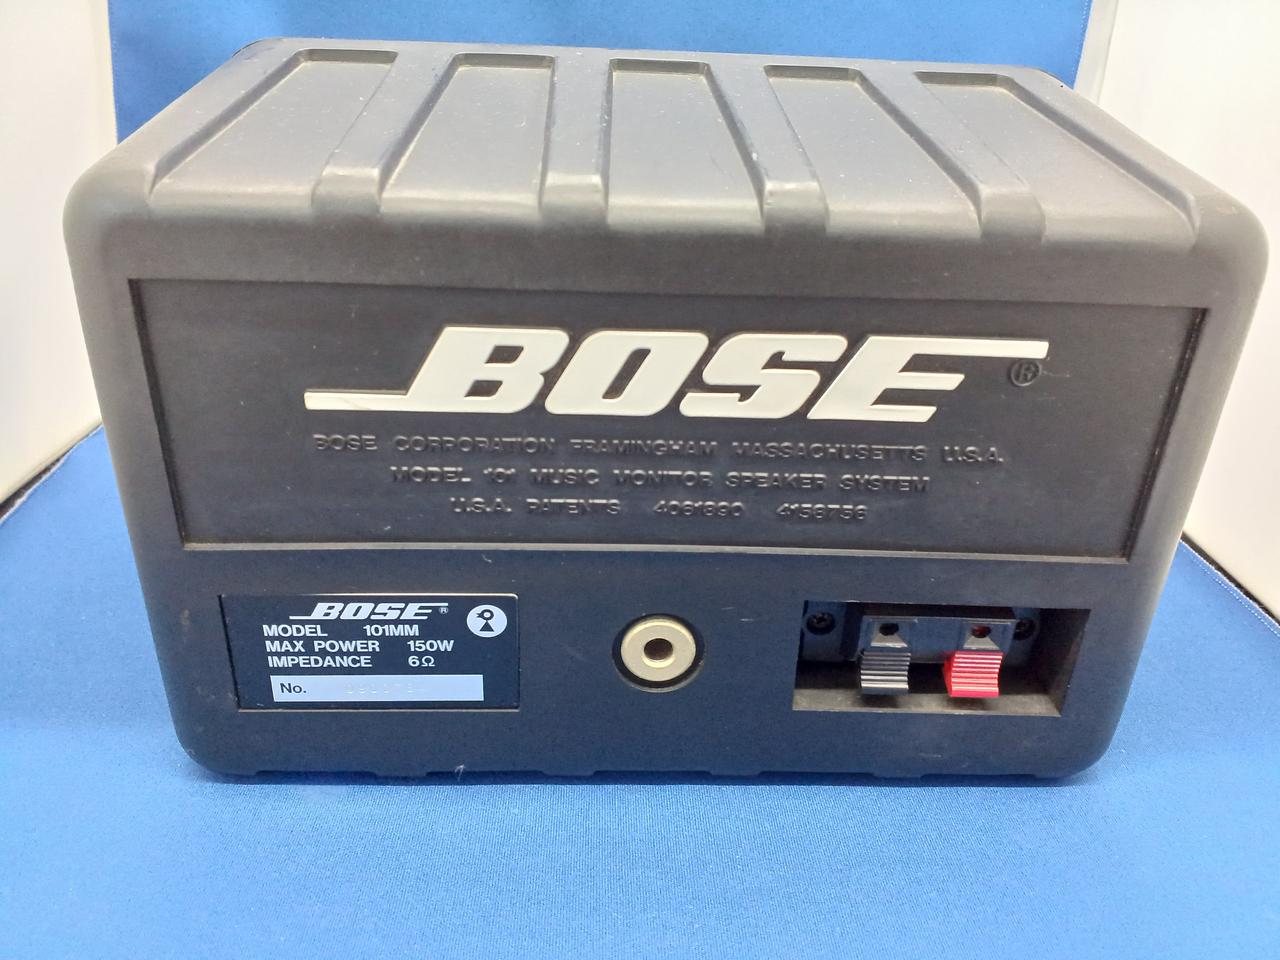 BOSE®
BOSE CORPORATION FRAMINGHAM MASSACHUSETTS U.S.A.
MODEL 101 MUSIC MONITOR SPEAKER SYSTEM
U.S.A. PATENTS 4061890 4158756
BOSE®
MODEL 101MM
MAX POWER 150W
IMPEDANCE 6Ω
No.